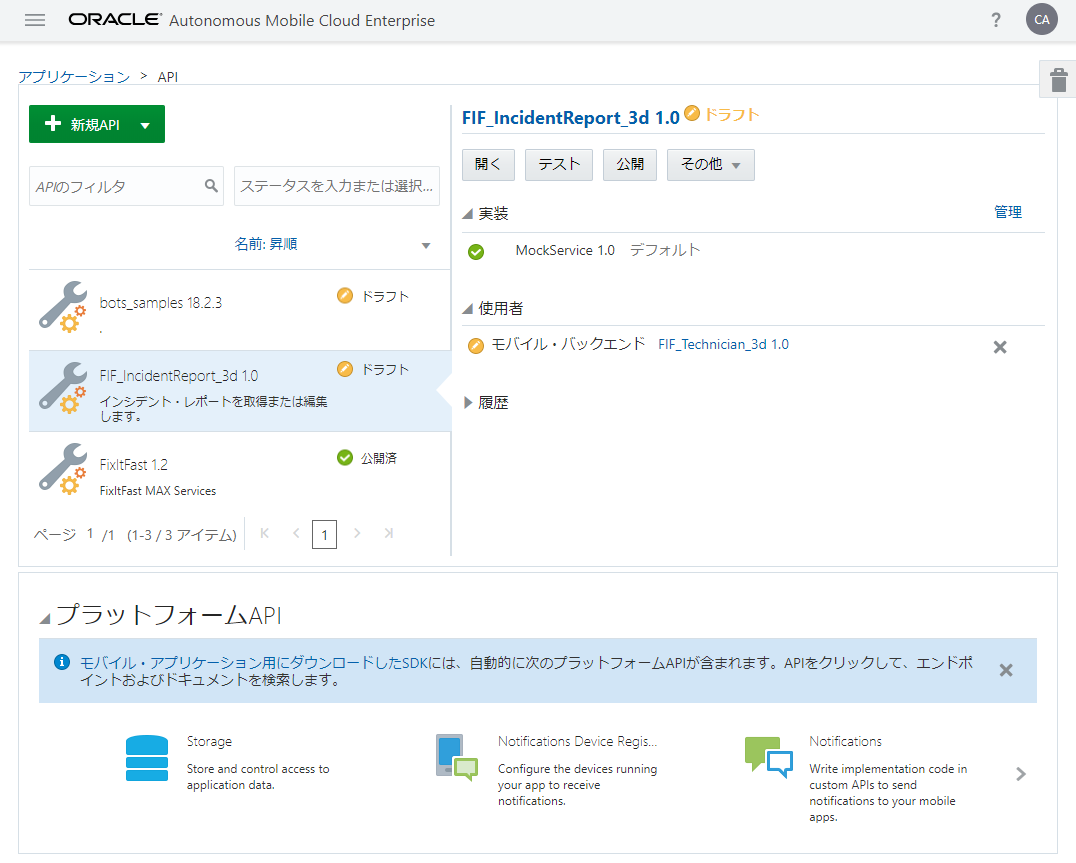 ORACLE® Autonomous Mobile Cloud Enterprise
?
CA
アプリケーション > API
+ 新規API
APIのフィルタ
ステータスを入力または選択...
名前: 昇順
bots_samples 18.2.3
ドラフト
.
FIF_IncidentReport_3d 1.0
ドラフト
インシデント・レポートを取得または編集
します。
FixItFast 1.2
公開済
FixItFast MAX Services
ページ 1 /1 (1-3 / 3 アイテム)
1
FIF_IncidentReport_3d 1.0 ドラフト
開く
テスト
公開
その他
実装
管理
MockService 1.0 デフォルト
使用者
モバイル・バックエンド FIF_Technician_3d 1.0
履歴
プラットフォームAPI
モバイル・アプリケーション用にダウンロードしたSDKには、自動的に次のプラットフォームAPIが含まれます。APIをクリックして、エンドポ
イントおよびドキュメントを検索します。
Storage
Store and control access to
application data.
Notifications Device Regis...
Configure the devices running
your app to receive
notifications.
Notifications
Write implementation code in
custom APIs to send
notifications to your mobile
apps.